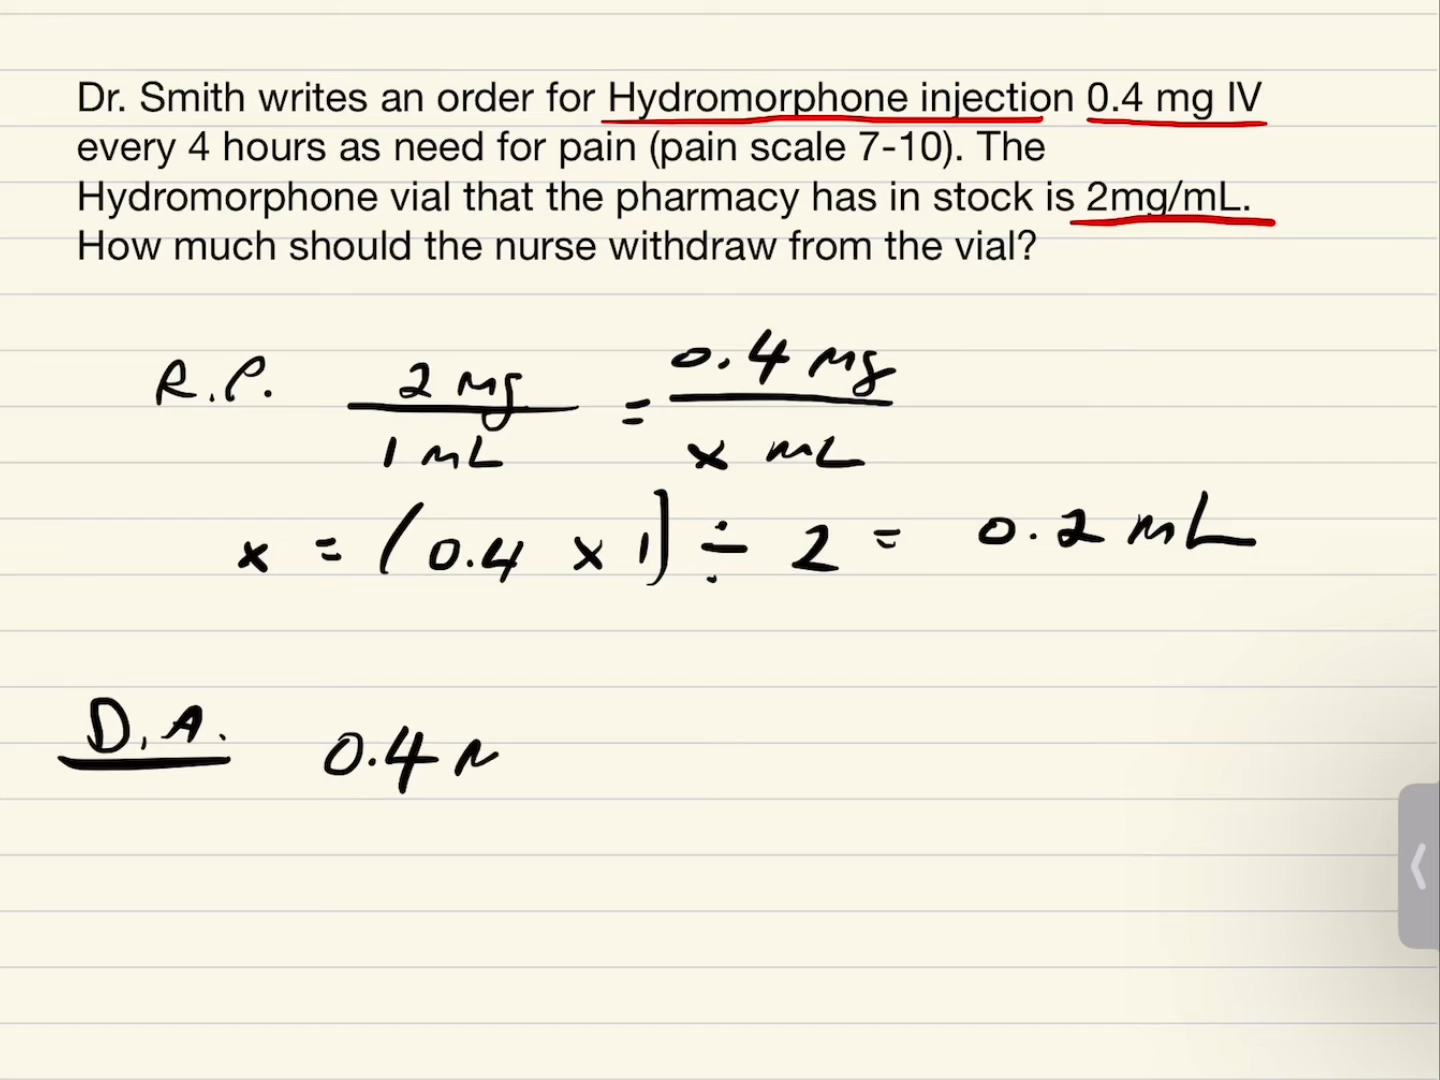 Dr. Smith writes an order for Hydromorphone injection 0.4 mg IV
every 4 hours as need for pain (pain scale 7-10). The
Hydromorphone vial that the pharmacy has in stock is 2mg/mL.
How much should the nurse withdraw from the vial?
R.P. 2 mg / 1 mL = 0.4 mg / x mL
x = (0.4 x 1) ÷ 2 = 0.2 mL
D.A. 0.4 m